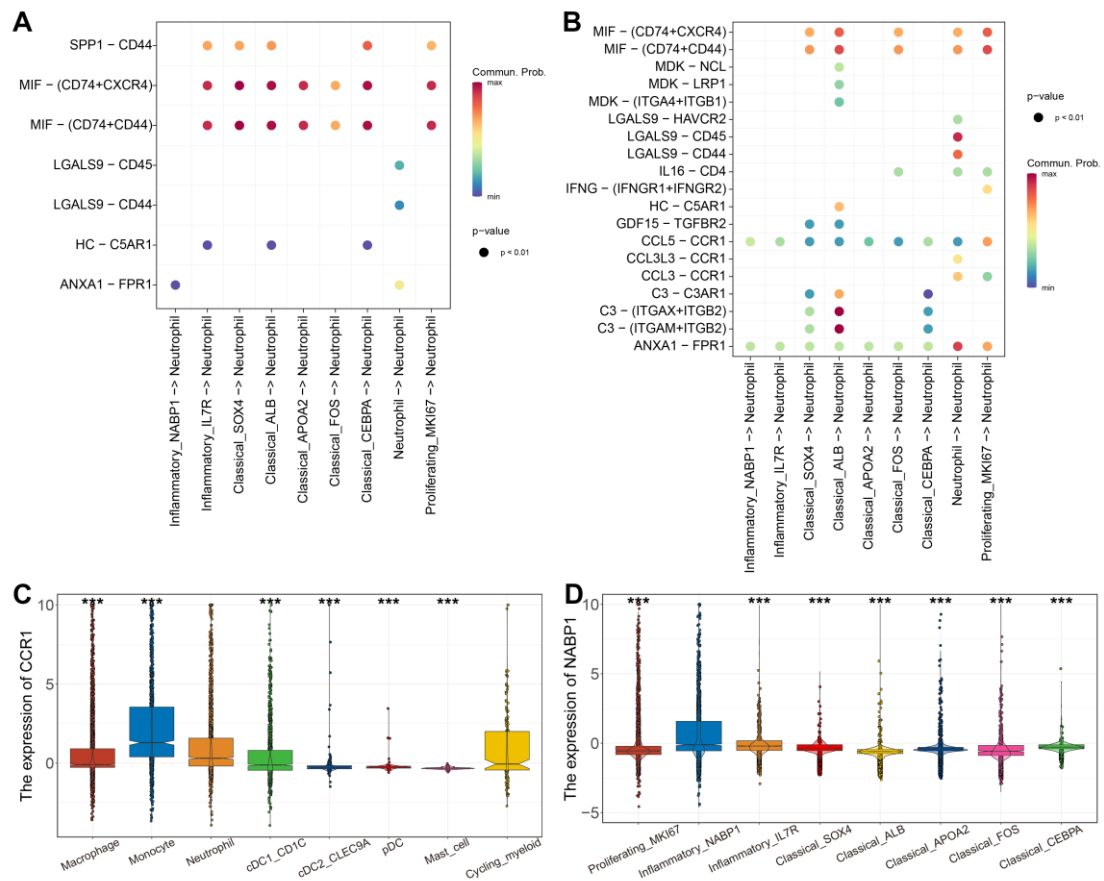 A
SPP1 − CD44
MIF − (CD74+CXCR4)
MIF − (CD74+CD44)
LGALS9 − CD45
LGALS9 − CD44
HC − C5AR1
ANXA1 − FPR1
Inflammatory_NABP1 −> Neutrophil
Inflammatory_IL7R −> Neutrophil
Classical_SOX4 −> Neutrophil
Classical_ALB −> Neutrophil
Classical_APOA2 −> Neutrophil
Classical_FOS −> Neutrophil
Classical_CEBPA −> Neutrophil
Neutrophil −> Neutrophil
Proliferating_MKI67 −> Neutrophil
Commun. Prob.
max
min
p−value
p < 0.01
B
MIF − (CD74+CXCR4)
MIF − (CD74+CD44)
MDK − NCL
MDK − LRP1
MDK − (ITGA4+ITGB1)
LGALS9 − HAVCR2
LGALS9 − CD45
LGALS9 − CD44
IL16 − CD4
IFNG − (IFNGR1+IFNGR2)
HC − C5AR1
GDF15 − TGFBR2
CCL5 − CCR1
CCL3L3 − CCR1
CCL3 − CCR1
C3 − C3AR1
C3 − (ITGAX+ITGB2)
C3 − (ITGAM+ITGB2)
ANXA1 − FPR1
Inflammatory_NABP1 −> Neutrophil
Inflammatory_IL7R −> Neutrophil
Classical_SOX4 −> Neutrophil
Classical_ALB −> Neutrophil
Classical_APOA2 −> Neutrophil
Classical_FOS −> Neutrophil
Classical_CEBPA −> Neutrophil
Neutrophil −> Neutrophil
Proliferating_MKI67 −> Neutrophil
p−value
p < 0.01
Commun. Prob.
max
min
C
The expression of CCR1
10
5
0
*** *** *** *** *** ***
Macrophage
Monocyte
Neutrophil
cDC1_CD1C
cDC2_CLEC9A
pDC
Mast_cell
Cycling_myeloid
D
The expression of NABP1
10
5
0
−5
*** *** *** *** *** *** ***
Proliferating_MKI67
Inflammatory_NABP1
Inflammatory_IL7R
Classical_SOX4
Classical_ALB
Classical_APOA2
Classical_FOS
Classical_CEBPA